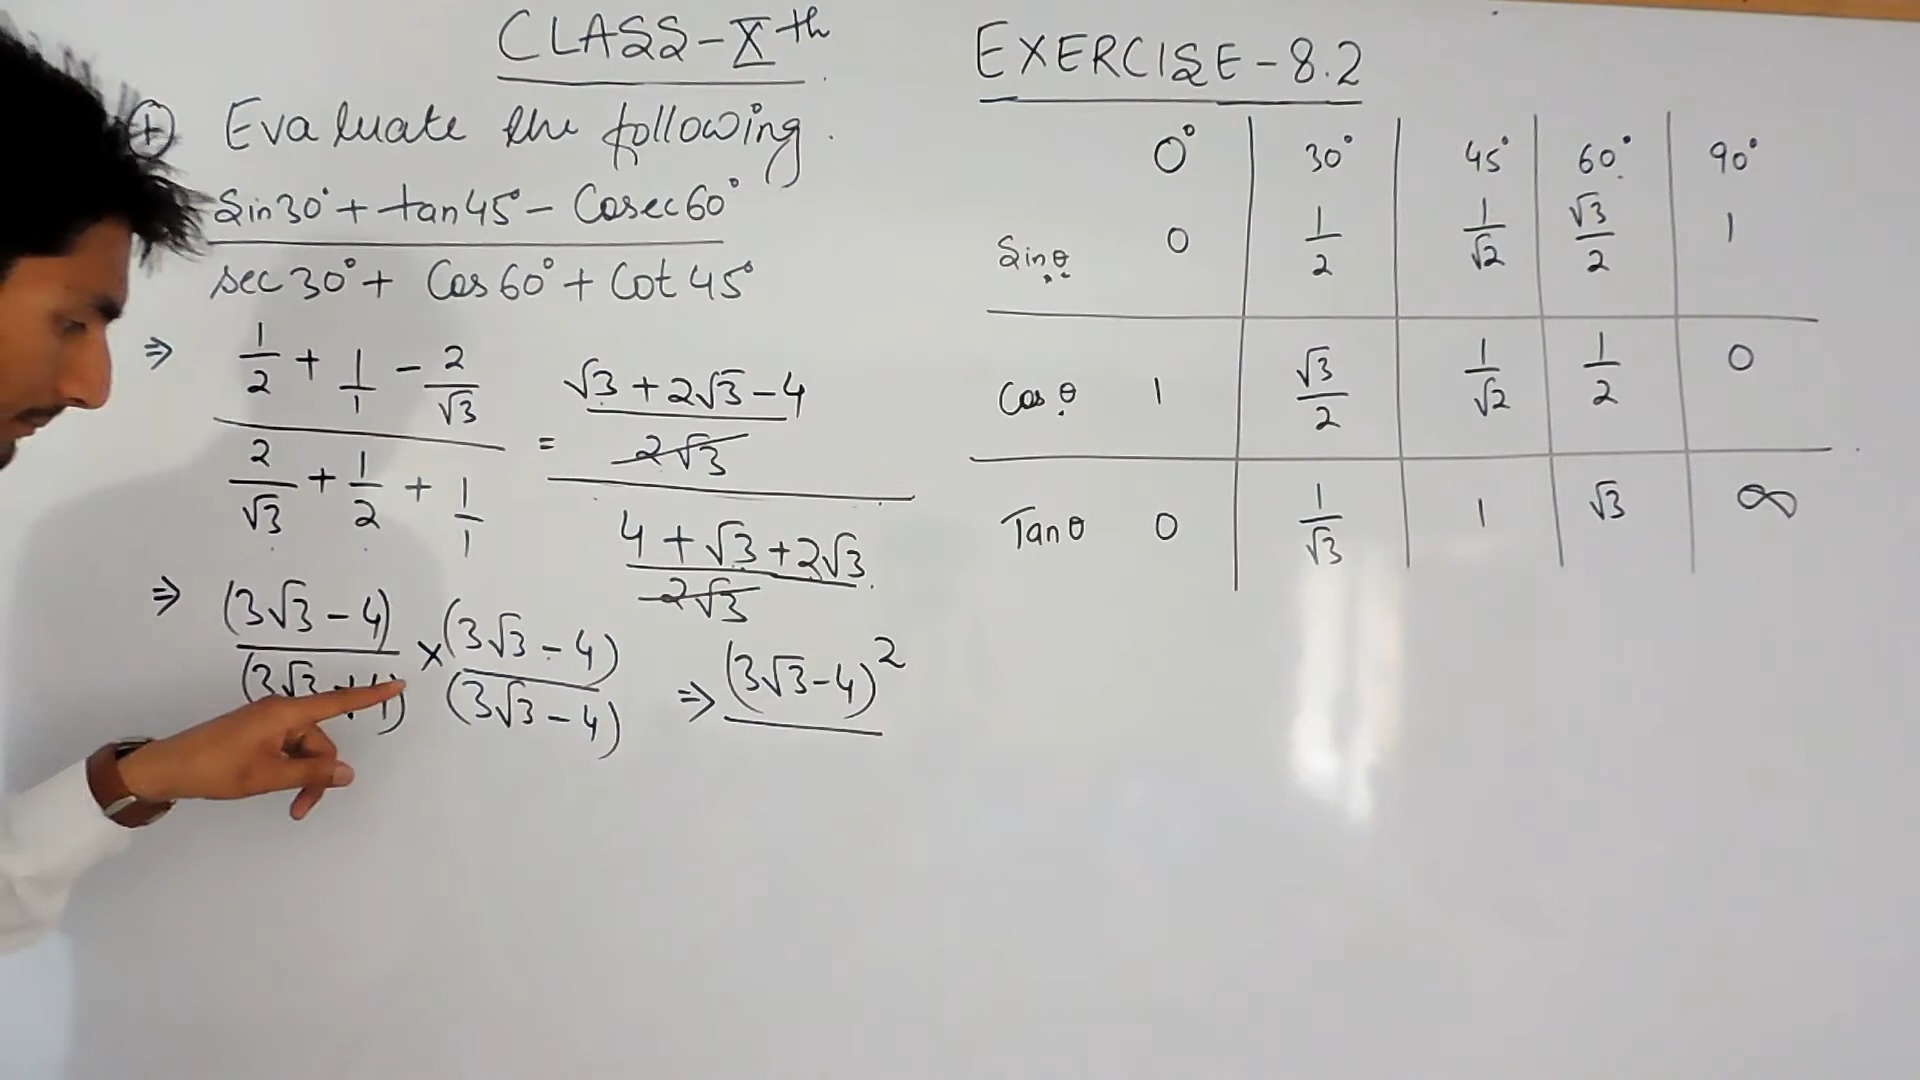 CLASS-Xth
EXERCISE-8.2
① Evaluate the following.
Sin30°+tan45°-Cosec60°
sec30°+ Cos60°+Cot45°
⇒ 1/2 + 1/1 - 2/√3
2/√3 + 1/2 + 1/1
= √3+2√3-4
2√3
4+√3+2√3
2√3
⇒ (3√3-4) × (3√3-4) ⇒ (3√3-4)²
(3√3+4) (3√3-4)
0° 30° 45° 60° 90°
Sinθ 0 1/2 1/√2 √3/2 1
Cosθ 1 √3/2 1/√2 1/2 0
Tanθ 0 1/√3 1 √3 ∞